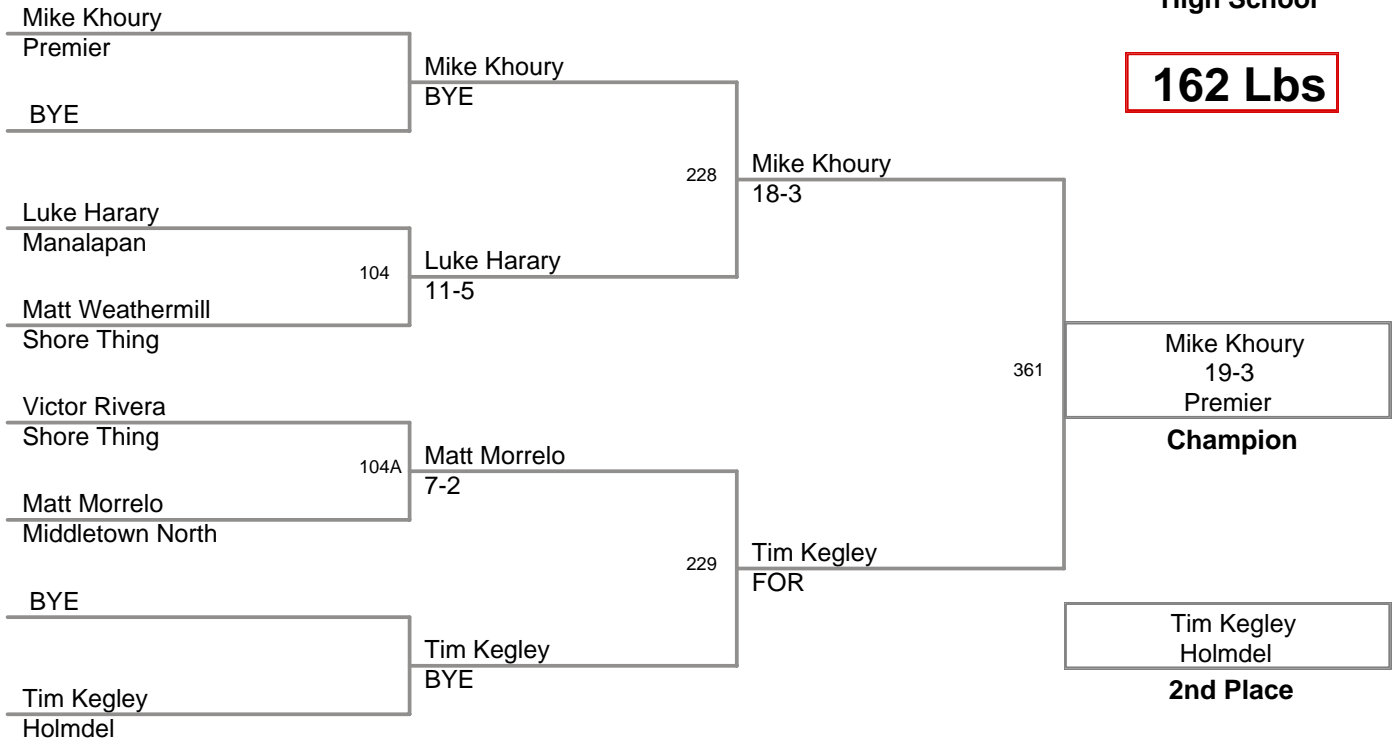 High School
162 Lbs
Mike Khoury
Premier
BYE
Luke Harary
Manalapan
104
Matt Weathermill
Shore Thing
Victor Rivera
Shore Thing
104A
Matt Morrelo
Middletown North
BYE
Tim Kegley
Holmdel
Mike Khoury
BYE
228
Luke Harary
11-5
Matt Morrelo
7-2
229
Tim Kegley
BYE
Mike Khoury
18-3
361
Tim Kegley
FOR
Mike Khoury
19-3
Premier
Champion
Tim Kegley
Holmdel
2nd Place